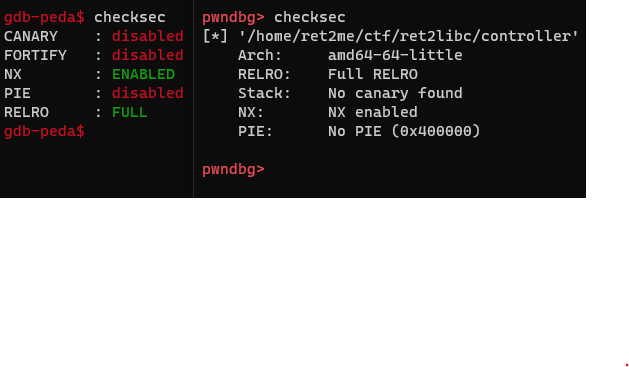 gdb-peda$ checksec
CANARY    : disabled
FORTIFY   : disabled
NX        : ENABLED
PIE       : disabled
RELRO     : FULL
gdb-peda$
pwndbg> checksec
[*] '/home/ret2me/ctf/ret2libc/controller'
    Arch:     amd64-64-little
    RELRO:    Full RELRO
    Stack:    No canary found
    NX:       NX enabled
    PIE:      No PIE (0x400000)
pwndbg>